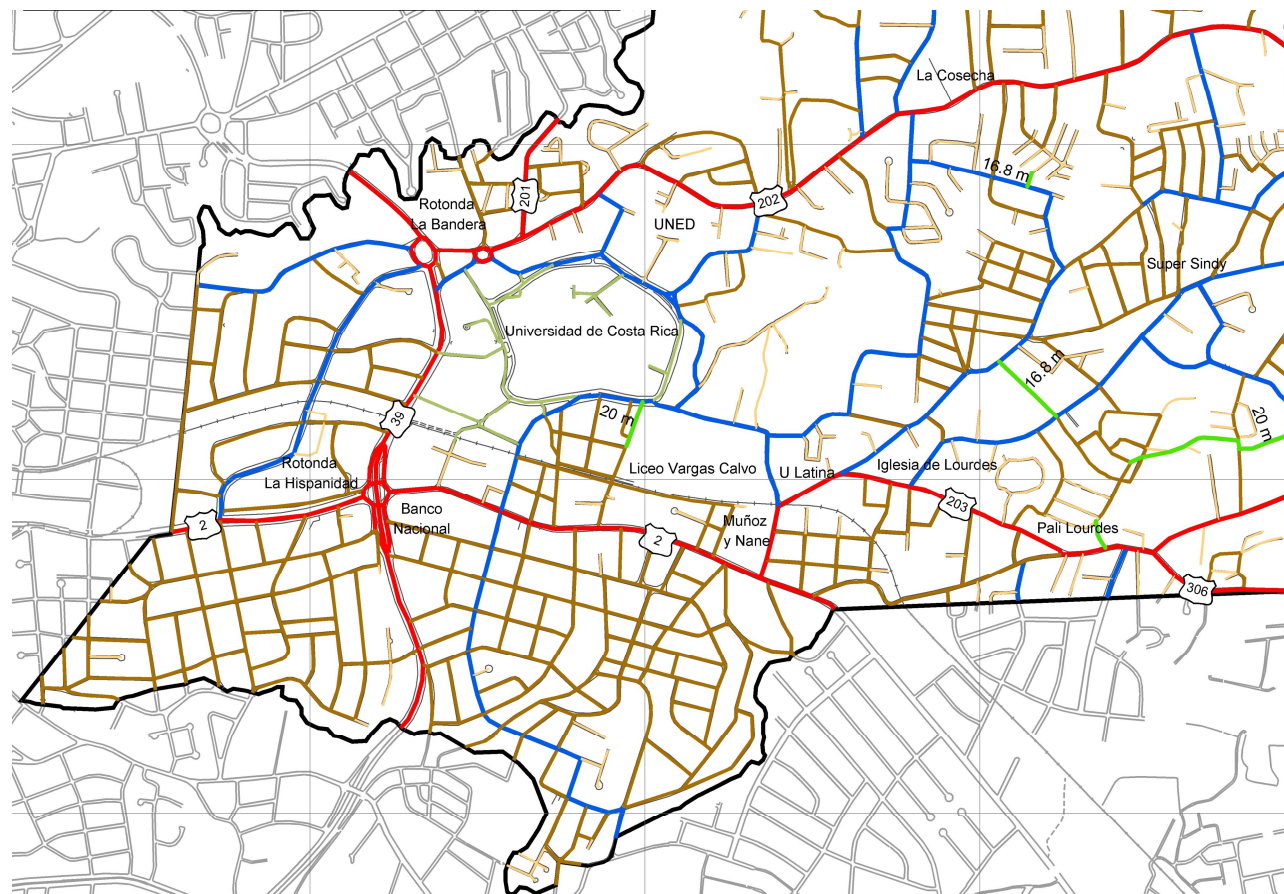 La Cosecha
16.8 m
201
202
Rotonda
La Bandera
UNED
Super Sindy
Universidad de Costa Rica
16.8 m
39
20 m
20 m
Rotonda
La Hispanidad
Liceo Vargas Calvo
U Latina
Iglesia de Lourdes
2
Banco
Nacional
203
Muñoz
y Nane
2
Pali Lourdes
306